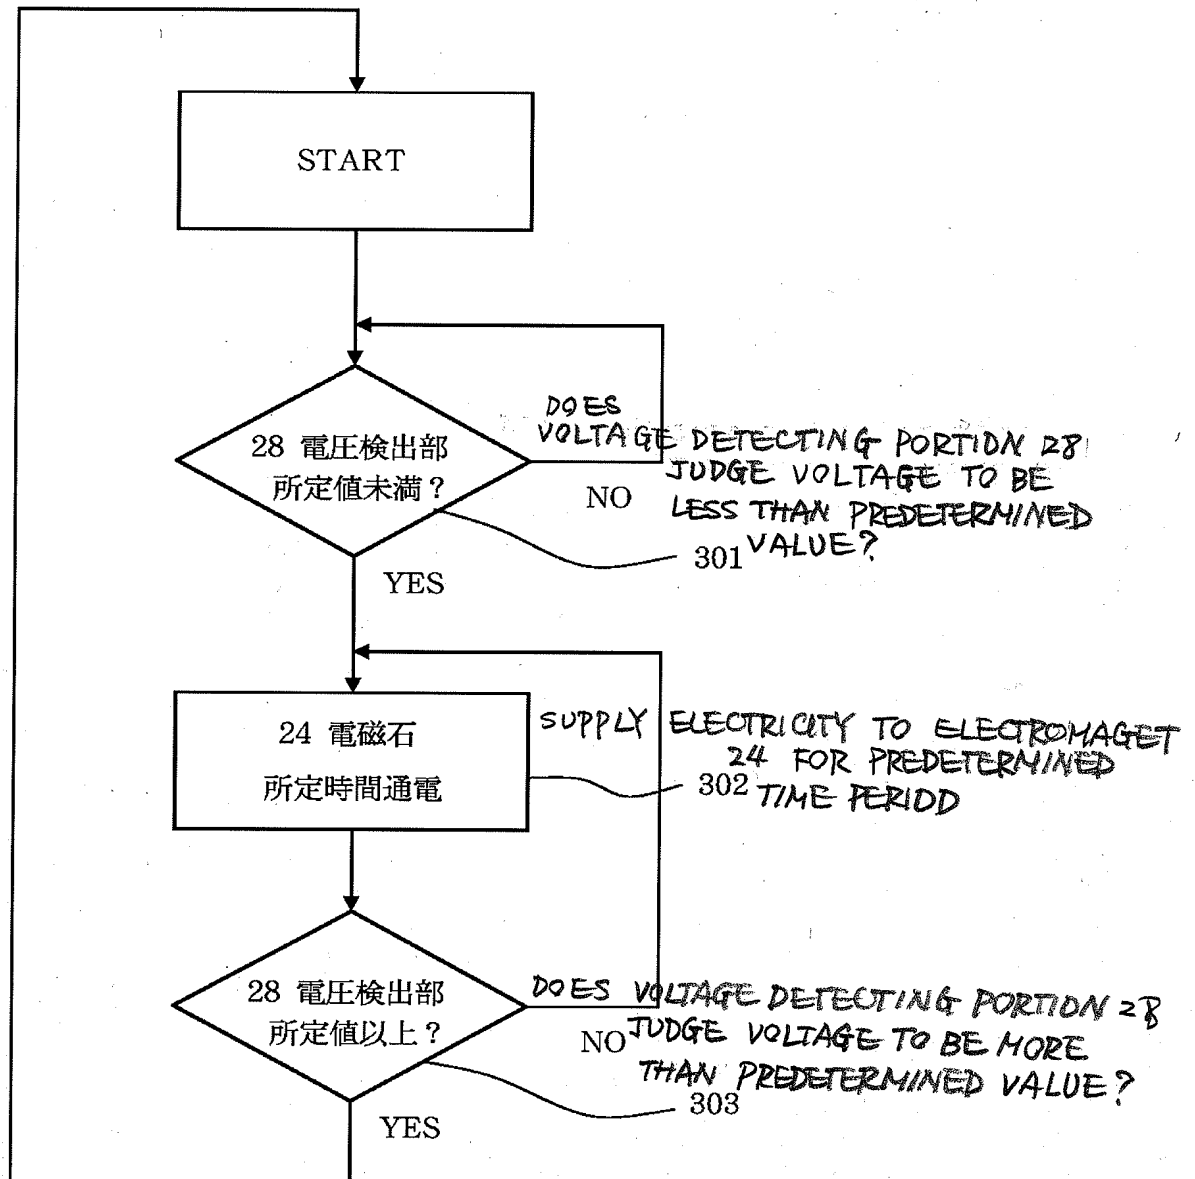 START
28 電圧検出部
所定値未満？
DOES
VOLTAGE DETECTING PORTION 28
JUDGE VOLTAGE TO BE
LESS THAN PREDETERMINED
VALUE?
NO
301
YES
24 電磁石
所定時間通電
SUPPLY ELECTRICITY TO ELECTROMAGET
24 FOR PREDETERMINED
TIME PERIOD
302
28 電圧検出部
所定値以上？
DOES VOLTAGE DETECTING PORTION 28
JUDGE VOLTAGE TO BE MORE
THAN PREDETERMINED VALUE?
NO
303
YES